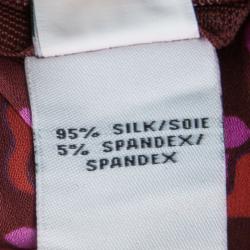 95% SILK/SOIE
5% SPANDEX/
SPANDEX